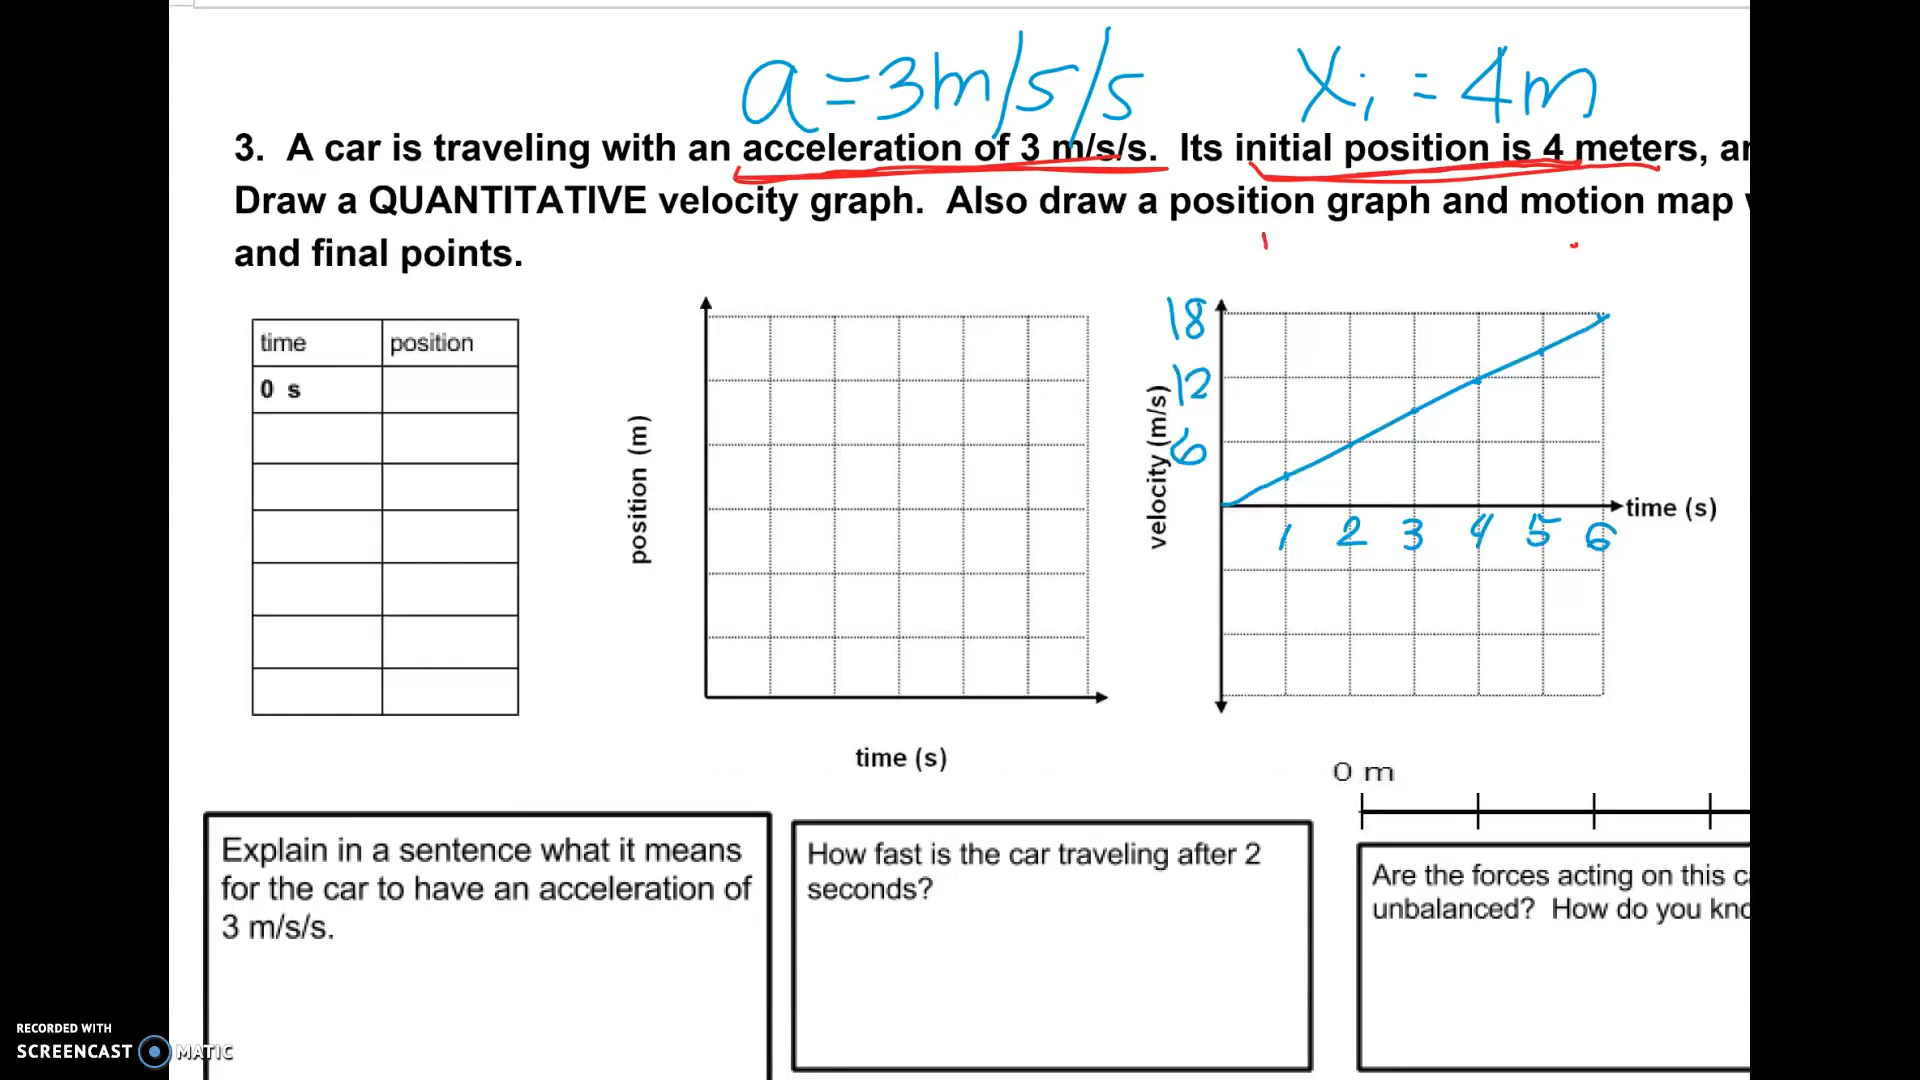 a = 3m/s/s Xi = 4m
3. A car is traveling with an acceleration of 3 m/s/s. Its initial position is 4 meters,
Draw a QUANTITATIVE velocity graph. Also draw a position graph and motion map
and final points.
time position
0 s
position (m)
time (s)
18
12
6
velocity (m/s)
time (s)
1 2 3 4 5 6
0 m
Explain in a sentence what it means
for the car to have an acceleration of
3 m/s/s.
How fast is the car traveling after 2
seconds?
Are the forces acting on this
unbalanced? How do you
RECORDED WITH
SCREENCAST MATIC